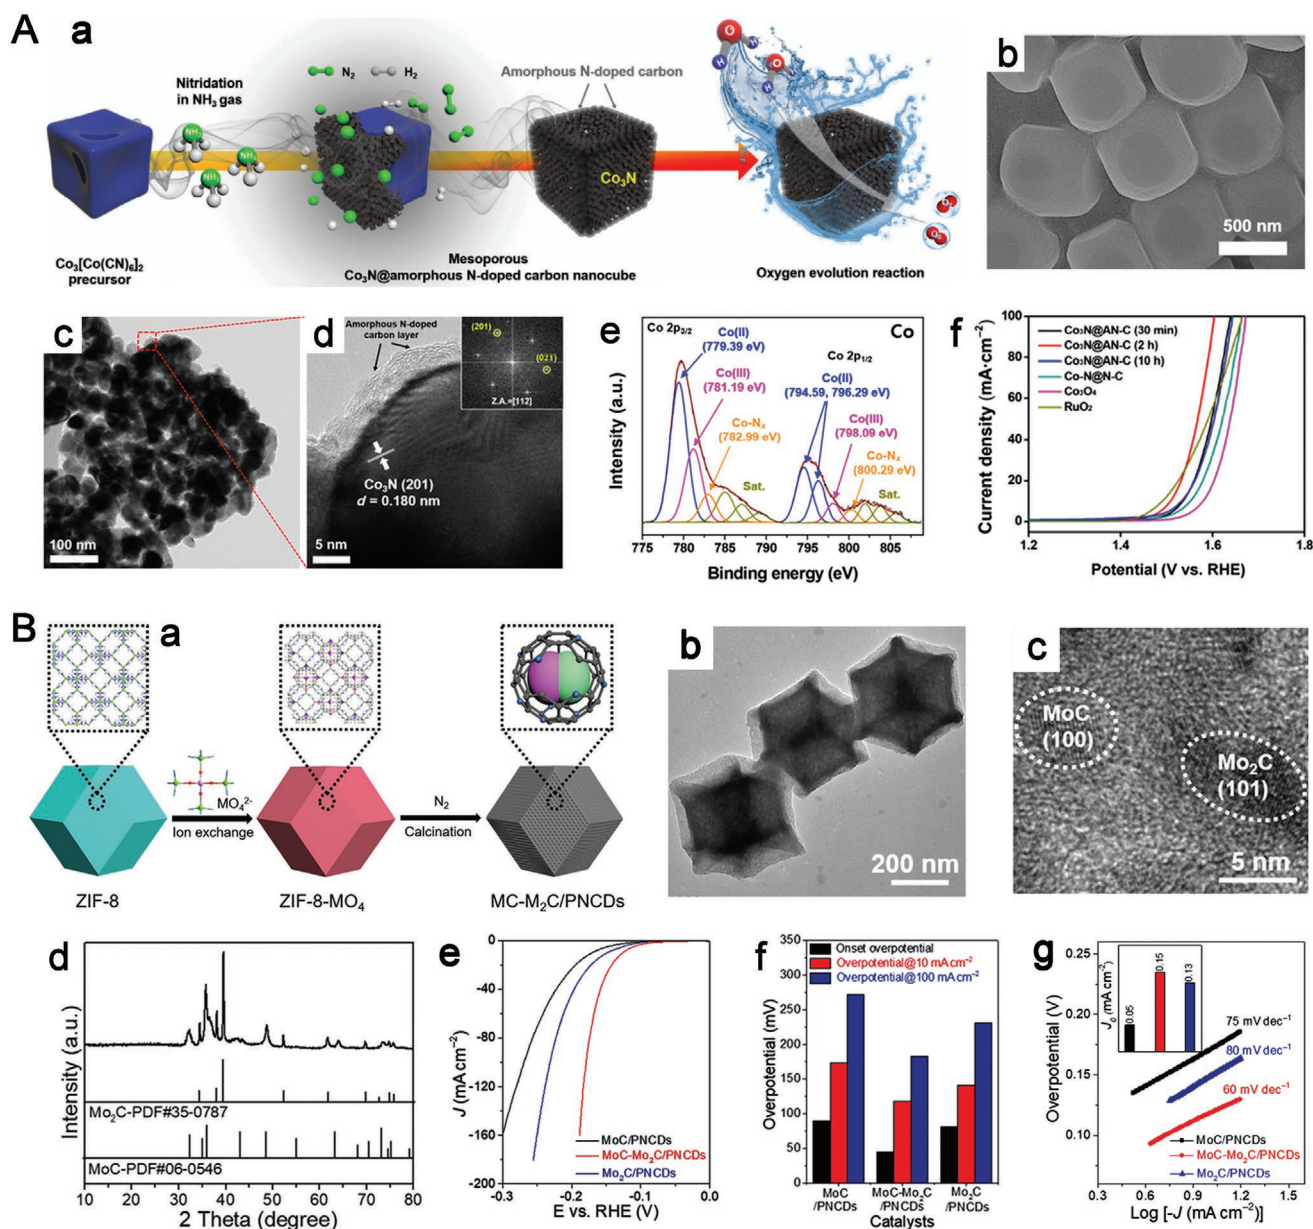 A
a
Nitridation
in NH₃ gas
N₂
H₂
NH₃
NH₃
NH₃
Amorphous N-doped carbon
Co₃N
H
O
H
H
O
H
O₂
O₂
Co₃[Co(CN)₆]₂
precursor
Mesoporous
Co₃N@amorphous N-doped carbon nanocube
Oxygen evolution reaction
b
500 nm
c
100 nm
d
Amorphous N-doped
carbon layer
(201)
(021)
Z.A.=[112]
Co₃N (201)
d = 0.180 nm
5 nm
e
Co 2p₃/₂
Co
Co(II)
(779.39 eV)
Co(III)
(781.19 eV)
Co-Nₓ
(782.99 eV)
Sat.
Co 2p₁/₂
Co(II)
(794.59, 796.29 eV)
Co(III)
(798.09 eV)
Co-Nₓ
(800.29 eV)
Sat.
Intensity (a.u.)
775 780 785 790 795 800 805
Binding energy (eV)
f
Co₃N@AN-C (30 min)
Co₃N@AN-C (2 h)
Co₃N@AN-C (10 h)
Co-N@N-C
Co₃O₄
RuO₂
Current density (mA·cm⁻²)
100
80
60
40
20
0
1.2 1.4 1.6 1.8
Potential (V vs. RHE)
B
a
MO₄²⁻
Ion exchange
N₂
Calcination
ZIF-8
ZIF-8-MO₄
MC-M₂C/PNCDs
b
200 nm
c
MoC
(100)
Mo₂C
(101)
5 nm
d
Intensity (a.u.)
Mo₂C-PDF#35-0787
MoC-PDF#06-0546
10 20 30 40 50 60 70 80
2 Theta (degree)
e
J (mA cm⁻²)
0
-40
-80
-120
-160
-200
MoC/PNCDs
MoC-Mo₂C/PNCDs
Mo₂C/PNCDs
-0.3 -0.2 -0.1 0.0
E vs. RHE (V)
f
Onset overpotential
Overpotential@10 mA cm⁻²
Overpotential@100 mA cm⁻²
Overpotential (mV)
350
300
250
200
150
100
50
0
MoC
/PNCDs
MoC-Mo₂C
/PNCDs
Mo₂C
/PNCDs
Catalysts
g
Overpotential (V)
0.25
0.20
0.15
0.10
J₀ (mA cm⁻²)
0.05
0.15
0.13
75 mV dec⁻¹
80 mV dec⁻¹
60 mV dec⁻¹
MoC/PNCDs
MoC-Mo₂C/PNCDs
Mo₂C/PNCDs
0.3 0.6 0.9 1.2 1.5
Log [-J (mA cm⁻²)]